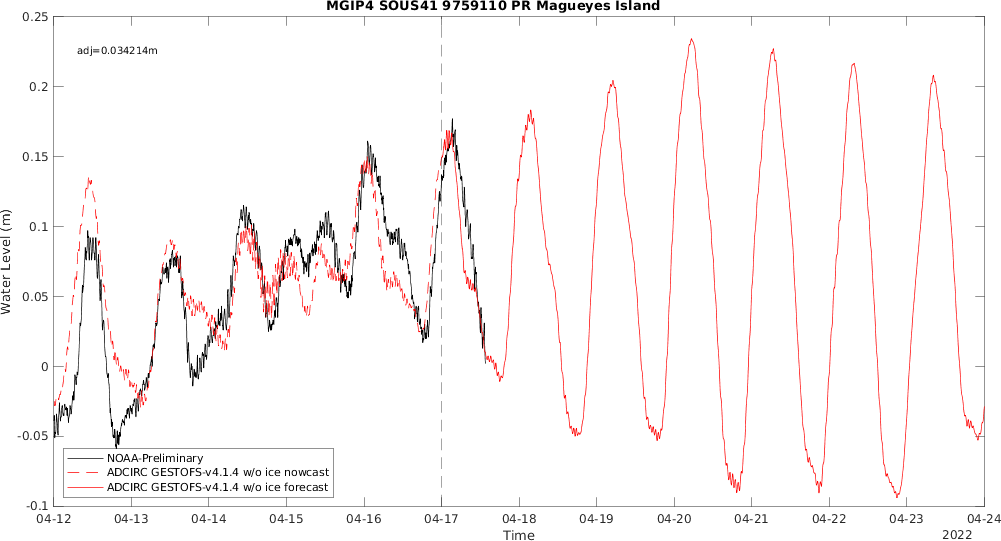 MGIP4 SOUS41 9759110 PR Magueyes Island
adj=0.034214m
0.25
0.2
0.15
0.1
0.05
0
-0.05
-0.1
Water Level (m)
NOAA-Preliminary
ADCIRC GESTOFS-v4.1.4 w/o ice nowcast
ADCIRC GESTOFS-v4.1.4 w/o ice forecast
04-12 04-13 04-14 04-15 04-16 04-17 04-18 04-19 04-20 04-21 04-22 04-23 04-24
Time
2022